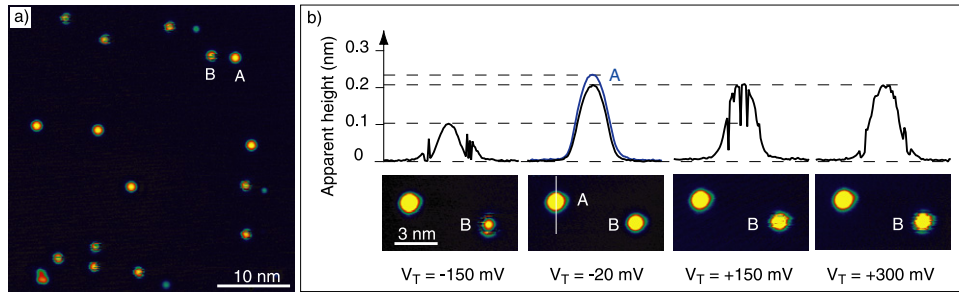 a)
B A
10 nm
b)
Apparent height (nm)
0.3
0.2
0.1
0
A
B
3 nm
A
B
B
B
V_T = -150 mV
V_T = -20 mV
V_T = +150 mV
V_T = +300 mV